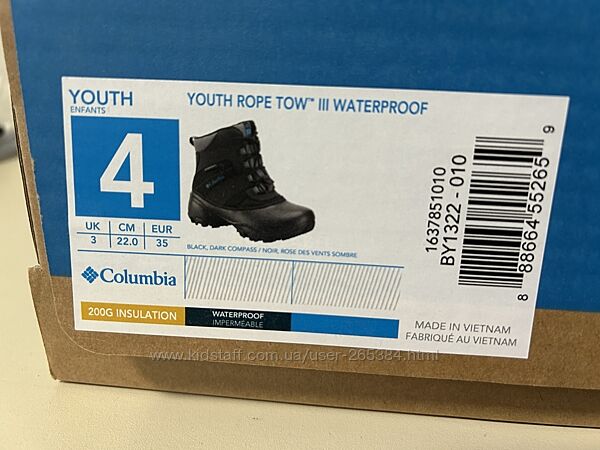 YOUTH
ENFANTS
4
UK CM EUR
3 22.0 35
YOUTH ROPE TOW™ III WATERPROOF
BLACK, DARK COMPASS / NOIR, ROSE DES VENTS SOMBRE
Columbia
200G INSULATION
WATERPROOF
IMPERMÉABLE
1637851010
BY1322 - 010
8 88664 55265 9
MADE IN VIETNAM
FABRIQUÉ AU VIETNAM
www.kidstaff.com.ua/user-265384.html